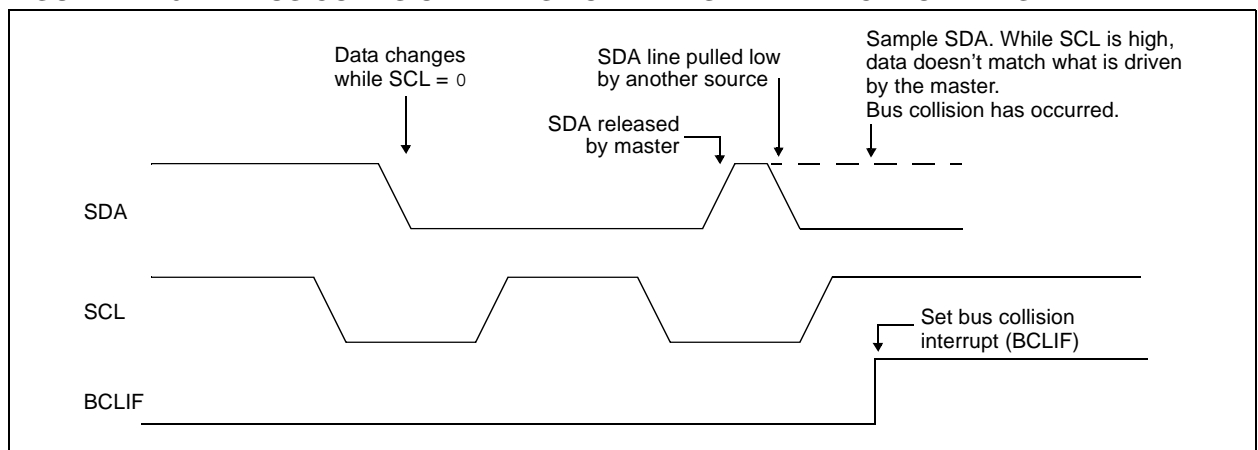 Data changes
while SCL = 0
SDA line pulled low
by another source
Sample SDA. While SCL is high,
data doesn't match what is driven
by the master.
Bus collision has occurred.
SDA released
by master
SDA
SCL
Set bus collision
interrupt (BCLIF)
BCLIF